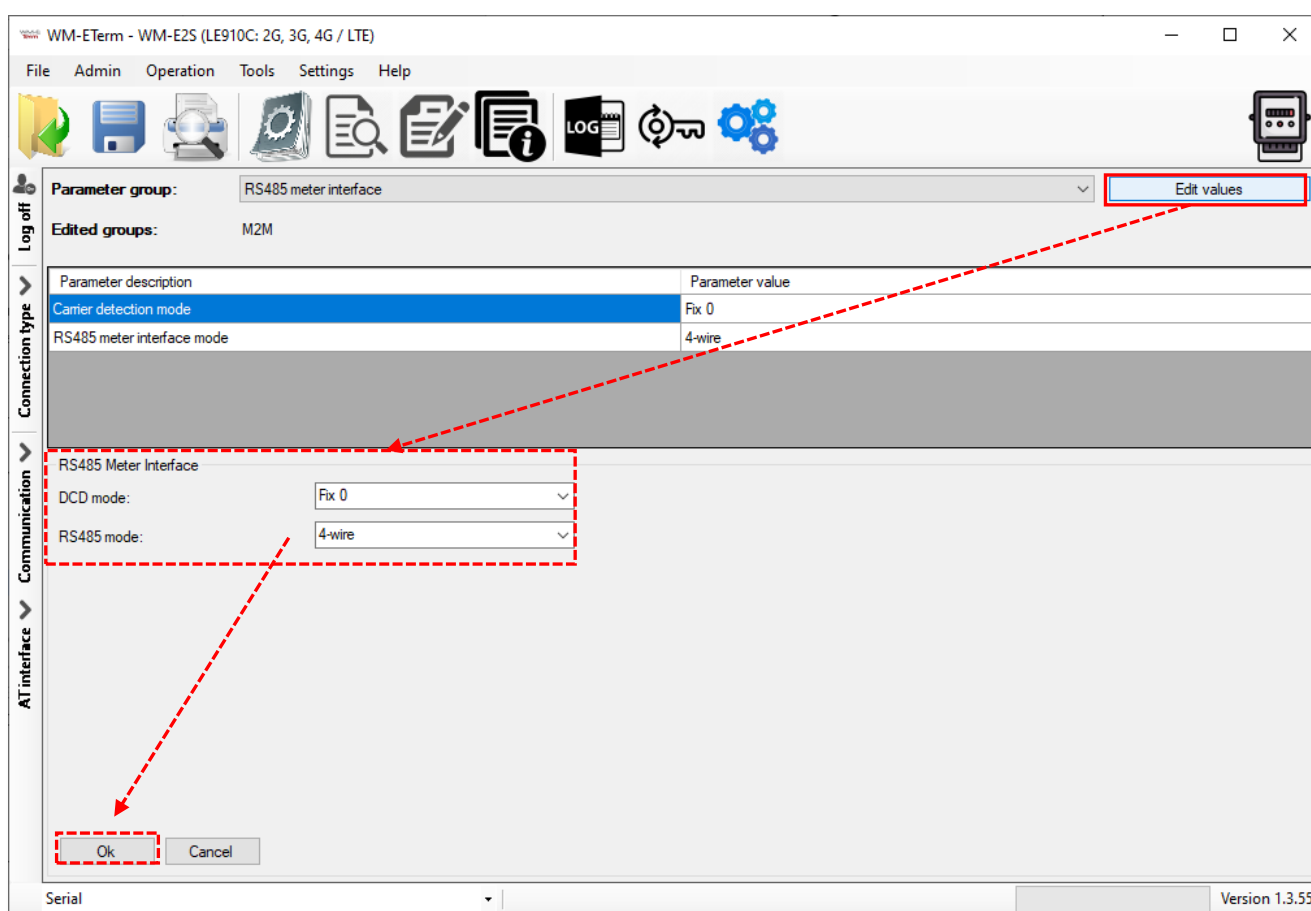 WM-ETerm - WM-E2S (LE910C: 2G, 3G, 4G / LTE)
File Admin Operation Tools Settings Help
LOG
Parameter group: RS485 meter interface Edit values
Edited groups: M2M
Log off
Connection type
Communication
AT interface
Parameter description Parameter value
Carrier detection mode Fix 0
RS485 meter interface mode 4-wire
RS485 Meter Interface
DCD mode: Fix 0
RS485 mode: 4-wire
Ok Cancel
Serial Version 1.3.55